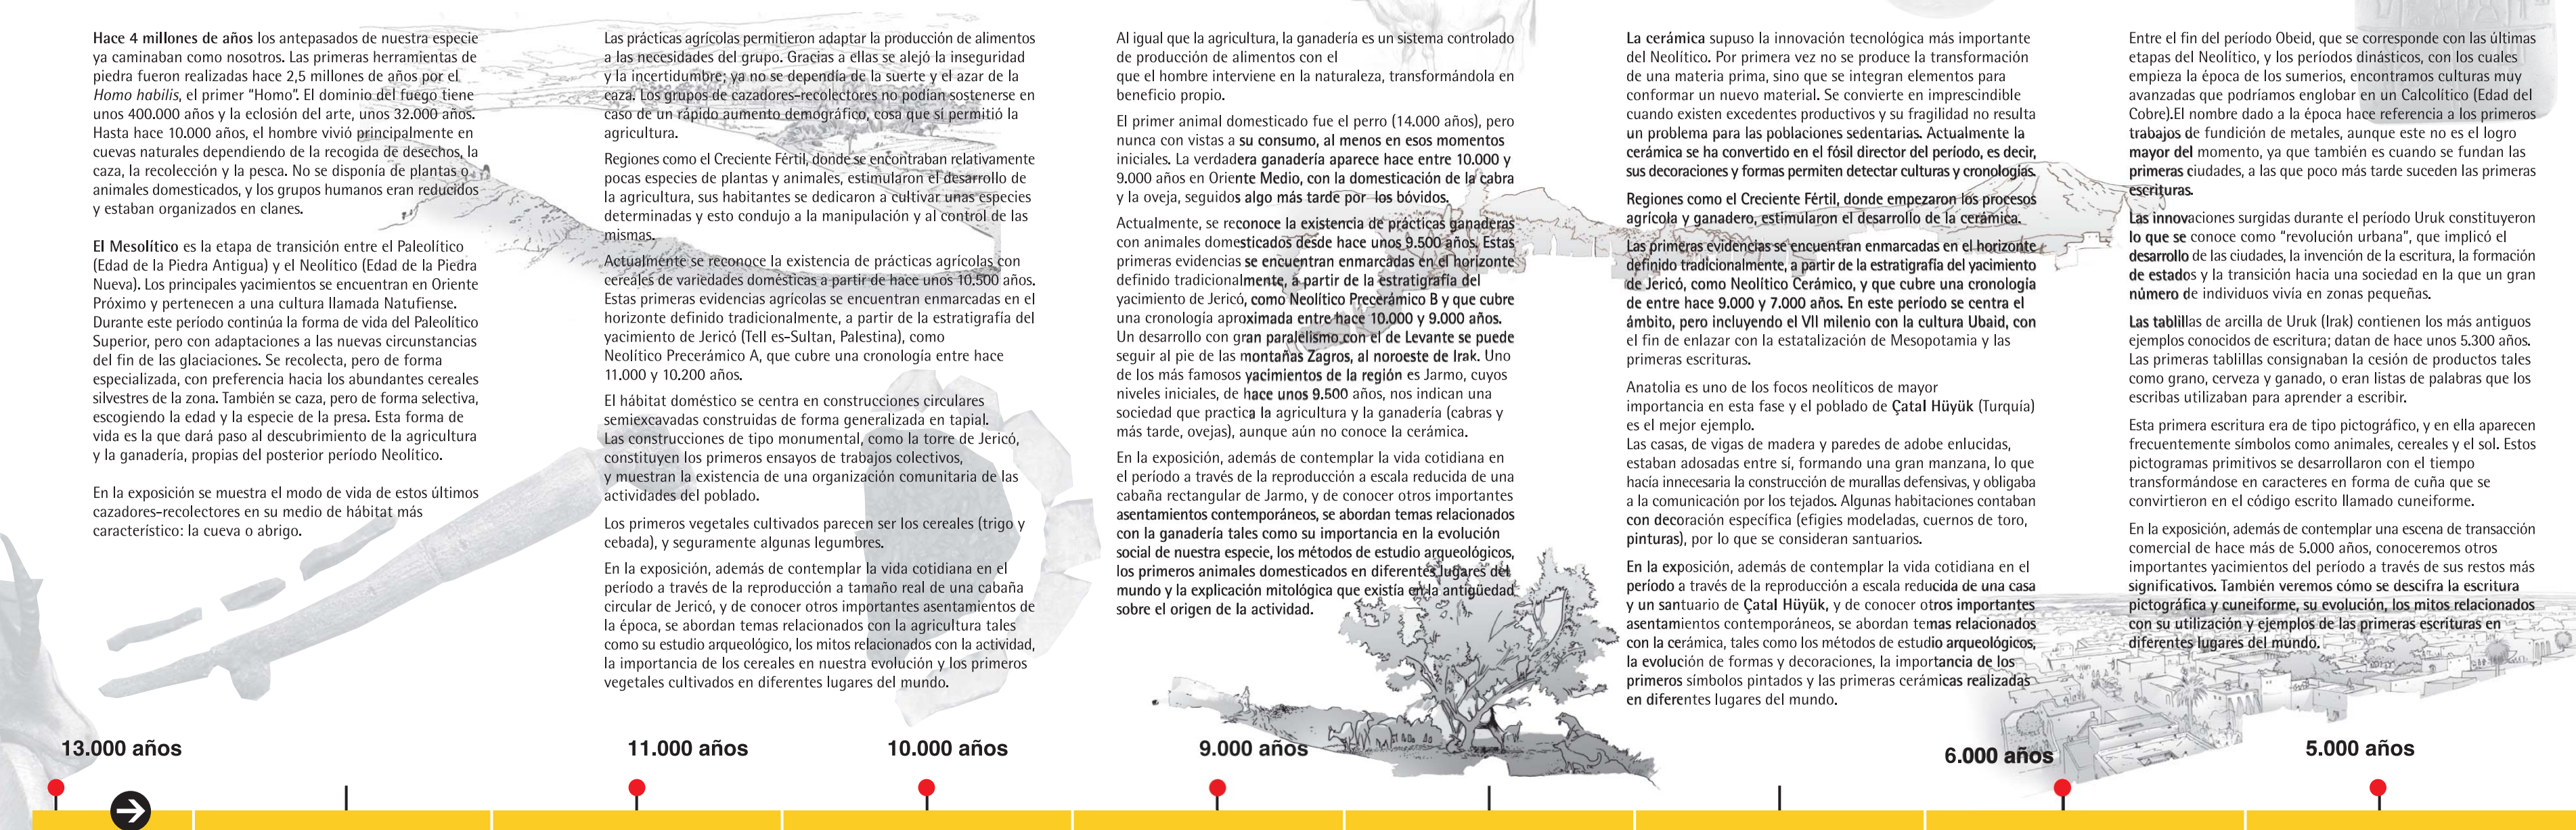 Hace 4 millones de años los antepasados de nuestra especie
ya caminaban como nosotros. Las primeras herramientas de
piedra fueron realizadas hace 2,5 millones de años por el
Homo habilis, el primer “Homo”. El dominio del fuego tiene
unos 400.000 años y la eclosión del arte, unos 32.000 años.
Hasta hace 10.000 años, el hombre vivió principalmente en
cuevas naturales dependiendo de la recogida de desechos, la
caza, la recolección y la pesca. No se disponía de plantas o
animales domesticados, y los grupos humanos eran reducidos
y estaban organizados en clanes.
El Mesolítico es la etapa de transición entre el Paleolítico
(Edad de la Piedra Antigua) y el Neolítico (Edad de la Piedra
Nueva). Los principales yacimientos se encuentran en Oriente
Próximo y pertenecen a una cultura llamada Natufiense.
Durante este período continúa la forma de vida del Paleolítico
Superior, pero con adaptaciones a las nuevas circunstancias
del fin de las glaciaciones. Se recolecta, pero de forma
especializada, con preferencia hacia los abundantes cereales
silvestres de la zona. También se caza, pero de forma selectiva,
escogiendo la edad y la especie de la presa. Esta forma de
vida es la que dará paso al descubrimiento de la agricultura
y la ganadería, propias del posterior período Neolítico.
En la exposición se muestra el modo de vida de estos últimos
cazadores-recolectores en su medio de hábitat más
característico: la cueva o abrigo.
Las prácticas agrícolas permitieron adaptar la producción de alimentos
a las necesidades del grupo. Gracias a ellas se alejó la inseguridad
y la incertidumbre; ya no se dependía de la suerte y el azar de la
caza. Los grupos de cazadores-recolectores no podían sostenerse en
caso de un rápido aumento demográfico, cosa que sí permitió la
agricultura.
Regiones como el Creciente Fértil, donde se encontraban relativamente
pocas especies de plantas y animales, estimularon el desarrollo de
la agricultura, sus habitantes se dedicaron a cultivar unas especies
determinadas y esto condujo a la manipulación y al control de las
mismas.
Actualmente se reconoce la existencia de prácticas agrícolas con
cereales de variedades domésticas a partir de hace unos 10.500 años.
Estas primeras evidencias agrícolas se encuentran enmarcadas en el
horizonte definido tradicionalmente, a partir de la estratigrafía del
yacimiento de Jericó (Tell es-Sultan, Palestina), como
Neolítico Precerámico A, que cubre una cronología entre hace
11.000 y 10.200 años.
El hábitat doméstico se centra en construcciones circulares
semiexcavadas construidas de forma generalizada en tapial.
Las construcciones de tipo monumental, como la torre de Jericó,
constituyen los primeros ensayos de trabajos colectivos,
y muestran la existencia de una organización comunitaria de las
actividades del poblado.
Los primeros vegetales cultivados parecen ser los cereales (trigo y
cebada), y seguramente algunas legumbres.
En la exposición, además de contemplar la vida cotidiana en el
período a través de la reproducción a tamaño real de una cabaña
circular de Jericó, y de conocer otros importantes asentamientos de
la época, se abordan temas relacionados con la agricultura tales
como su estudio arqueológico, los mitos relacionados con la actividad,
la importancia de los cereales en nuestra evolución y los primeros
vegetales cultivados en diferentes lugares del mundo.
Al igual que la agricultura, la ganadería es un sistema controlado
de producción de alimentos con el
que el hombre interviene en la naturaleza, transformándola en
beneficio propio.
El primer animal domesticado fue el perro (14.000 años), pero
nunca con vistas a su consumo, al menos en esos momentos
iniciales. La verdadera ganadería aparece hace entre 10.000 y
9.000 años en Oriente Medio, con la domesticación de la cabra
y la oveja, seguidos algo más tarde por los bóvidos.
Actualmente, se reconoce la existencia de prácticas ganaderas
con animales domesticados desde hace unos 9.500 años. Estas
primeras evidencias se encuentran enmarcadas en el horizonte
definido tradicionalmente, a partir de la estratigrafía del
yacimiento de Jericó, como Neolítico Precerámico B y que cubre
una cronología aproximada entre hace 10.000 y 9.000 años.
Un desarrollo con gran paralelismo con el de Levante se puede
seguir al pie de las montañas Zagros, al noroeste de Irak. Uno
de los más famosos yacimientos de la región es Jarmo, cuyos
niveles iniciales, de hace unos 9.500 años, nos indican una
sociedad que practica la agricultura y la ganadería (cabras y
más tarde, ovejas), aunque aún no conoce la cerámica.
En la exposición, además de contemplar la vida cotidiana en
el período a través de la reproducción a escala reducida de una
cabaña rectangular de Jarmo, y de conocer otros importantes
asentamientos contemporáneos, se abordan temas relacionados
con la ganadería tales como su importancia en la evolución
social de nuestra especie, los métodos de estudio arqueológicos,
los primeros animales domesticados en diferentes lugares del
mundo y la explicación mitológica que existía en la antigüedad
sobre el origen de la actividad.
La cerámica supuso la innovación tecnológica más importante
del Neolítico. Por primera vez no se produce la transformación
de una materia prima, sino que se integran elementos para
conformar un nuevo material. Se convierte en imprescindible
cuando existen excedentes productivos y su fragilidad no resulta
un problema para las poblaciones sedentarias. Actualmente la
cerámica se ha convertido en el fósil director del período, es decir,
sus decoraciones y formas permiten detectar culturas y cronologías.
Regiones como el Creciente Fértil, donde empezaron los procesos
agrícola y ganadero, estimularon el desarrollo de la cerámica.
Las primeras evidencias se encuentran enmarcadas en el horizonte
definido tradicionalmente, a partir de la estratigrafía del yacimiento
de Jericó, como Neolítico Cerámico, y que cubre una cronología
de entre hace 9.000 y 7.000 años. En este período se centra el
ámbito, pero incluyendo el VII milenio con la cultura Ubaid, con
el fin de enlazar con la estatalización de Mesopotamia y las
primeras escrituras.
Anatolia es uno de los focos neolíticos de mayor
importancia en esta fase y el poblado de Çatal Hüyük (Turquía)
es el mejor ejemplo.
Las casas, de vigas de madera y paredes de adobe enlucidas,
estaban adosadas entre sí, formando una gran manzana, lo que
hacía innecesaria la construcción de murallas defensivas, y obligaba
a la comunicación por los tejados. Algunas habitaciones contaban
con decoración específica (efigies modeladas, cuernos de toro,
pinturas), por lo que se consideran santuarios.
En la exposición, además de contemplar la vida cotidiana en el
período a través de la reproducción a escala reducida de una casa
y un santuario de Çatal Hüyük, y de conocer otros importantes
asentamientos contemporáneos, se abordan temas relacionados
con la cerámica, tales como los métodos de estudio arqueológicos,
la evolución de formas y decoraciones, la importancia de los
primeros símbolos pintados y las primeras cerámicas realizadas
en diferentes lugares del mundo.
Entre el fin del período Obeid, que se corresponde con las últimas
etapas del Neolítico, y los períodos dinásticos, con los cuales
empieza la época de los sumerios, encontramos culturas muy
avanzadas que podríamos englobar en un Calcolítico (Edad del
Cobre).El nombre dado a la época hace referencia a los primeros
trabajos de fundición de metales, aunque este no es el logro
mayor del momento, ya que también es cuando se fundan las
primeras ciudades, a las que poco más tarde suceden las primeras
escrituras.
Las innovaciones surgidas durante el período Uruk constituyeron
lo que se conoce como “revolución urbana”, que implicó el
desarrollo de las ciudades, la invención de la escritura, la formación
de estados y la transición hacia una sociedad en la que un gran
número de individuos vivía en zonas pequeñas.
Las tablillas de arcilla de Uruk (Irak) contienen los más antiguos
ejemplos conocidos de escritura; datan de hace unos 5.300 años.
Las primeras tablillas consignaban la cesión de productos tales
como grano, cerveza y ganado, o eran listas de palabras que los
escribas utilizaban para aprender a escribir.
Esta primera escritura era de tipo pictográfico, y en ella aparecen
frecuentemente símbolos como animales, cereales y el sol. Estos
pictogramas primitivos se desarrollaron con el tiempo
transformándose en caracteres en forma de cuña que se
convirtieron en el código escrito llamado cuneiforme.
En la exposición, además de contemplar una escena de transacción
comercial de hace más de 5.000 años, conoceremos otros
importantes yacimientos del período a través de sus restos más
significativos. También veremos cómo se descifra la escritura
pictográfica y cuneiforme, su evolución, los mitos relacionados
con su utilización y ejemplos de las primeras escrituras en
diferentes lugares del mundo.
13.000 años
11.000 años
10.000 años
9.000 años
6.000 años
5.000 años